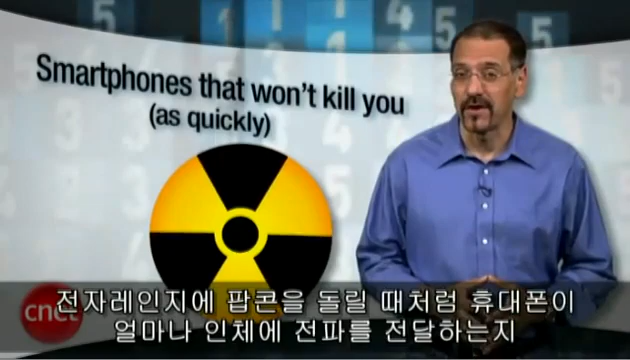 Smartphones that won't kill you
(as quickly)
cnet
전자레인지에 팝콘을 돌릴 때처럼 휴대폰이
얼마나 인체에 전파를 전달하는지